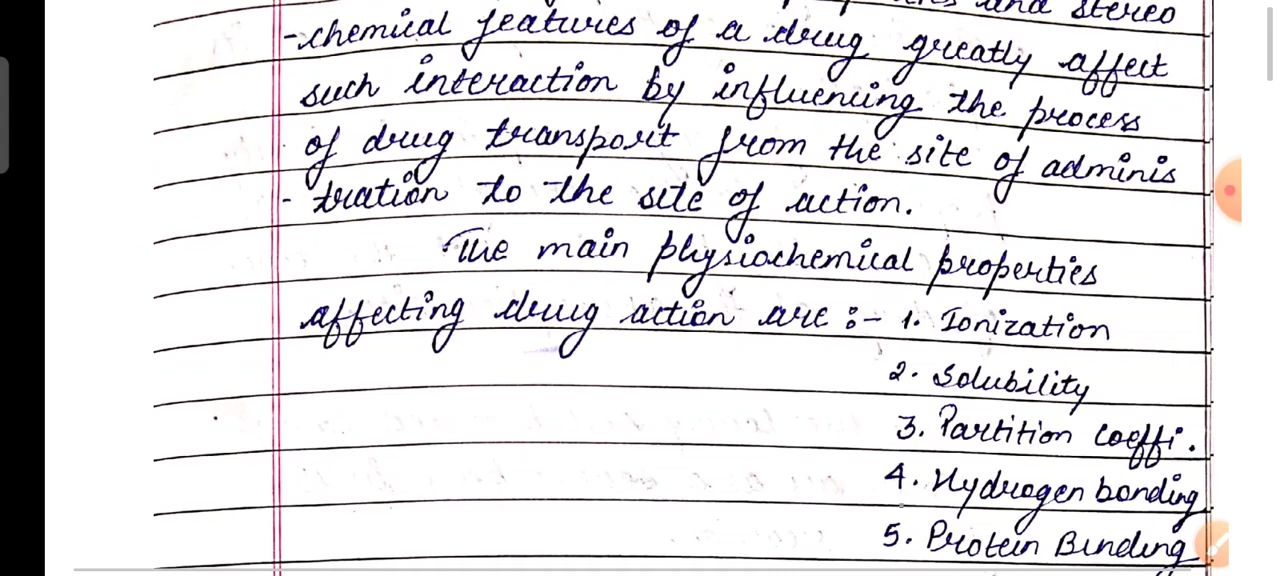 and stereo
-chemical features of a drug greatly affect
such interaction by influencing the process
of drug transport from the site of adminis
- tration to the site of action.
The main physiochemical properties
affecting drug action are :- 1. Ionization
2. Solubility
3. Partition coeffi.
4. Hydrogen bonding
5. Protein Binding